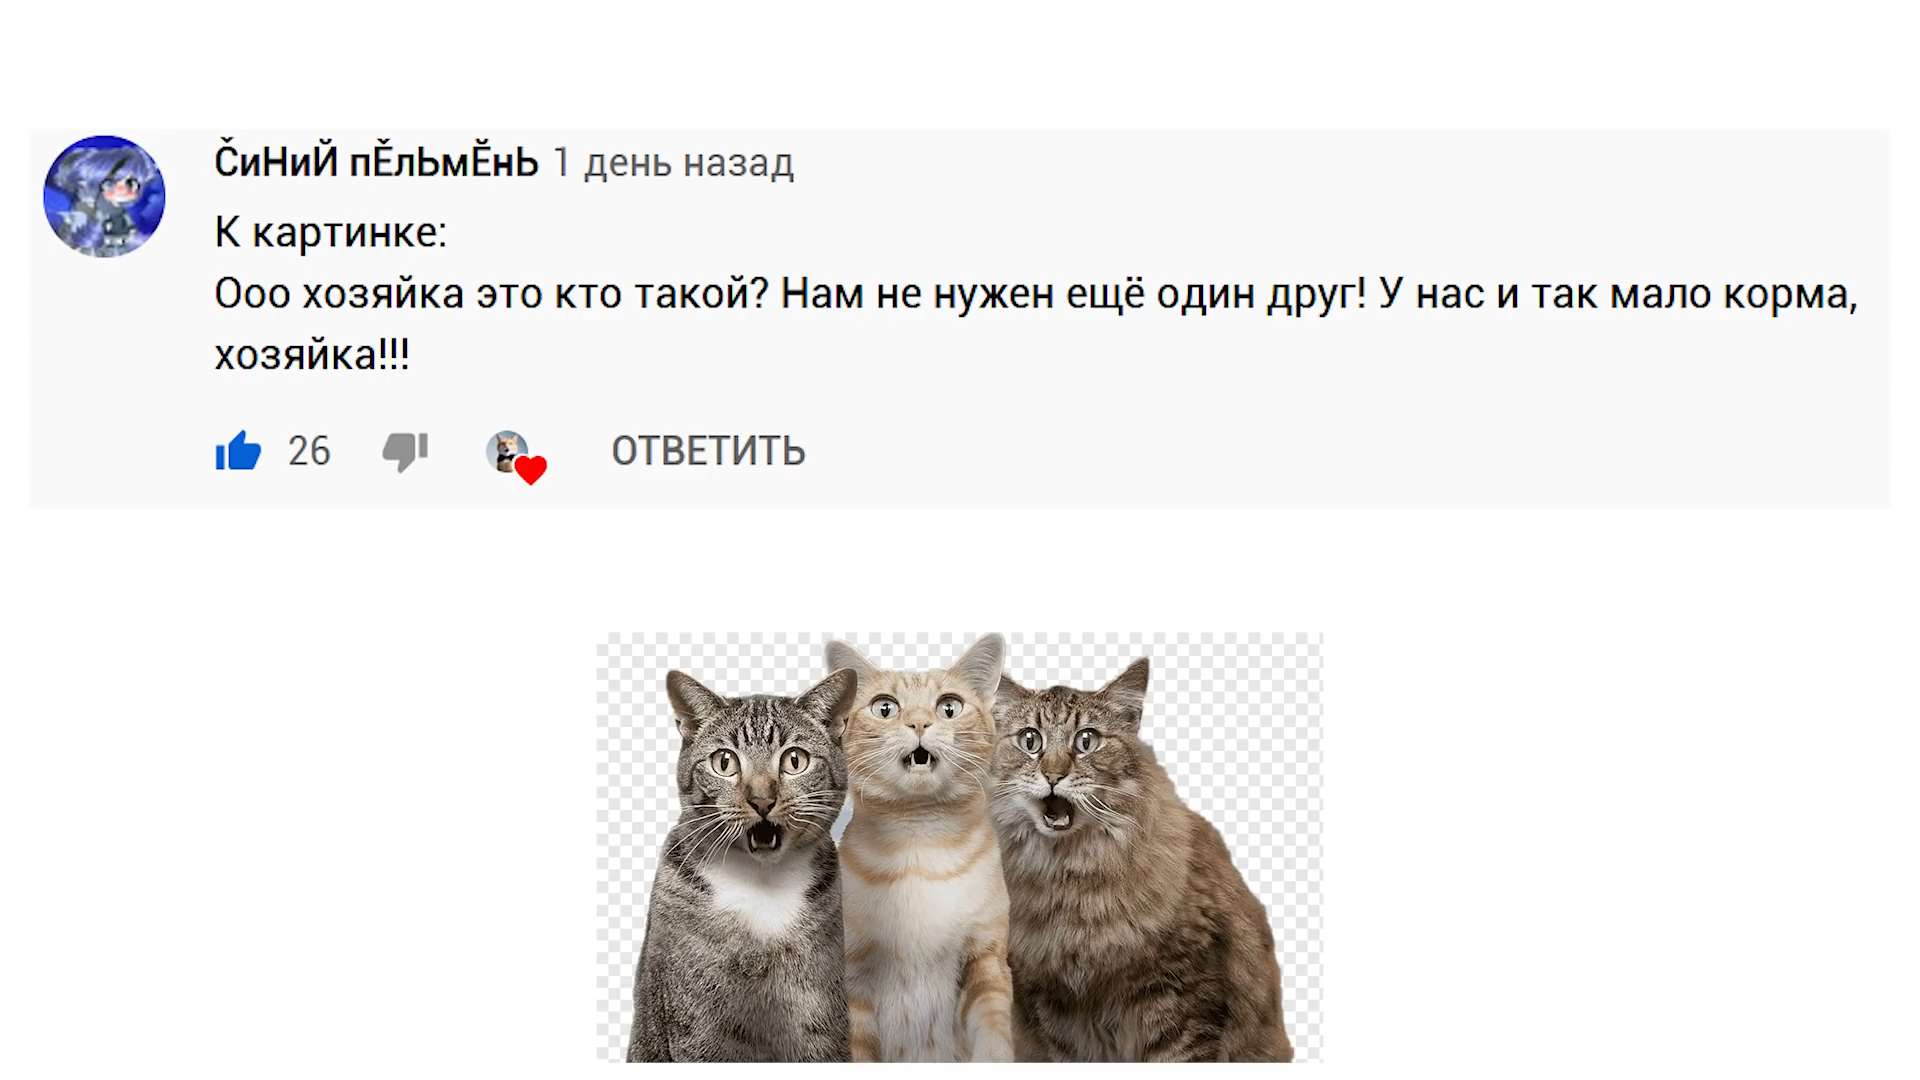 ČиНиЙ пĚлЬмĔнЬ 1 день назад
К картинке:
Ооо хозяйка это кто такой? Нам не нужен ещё один друг! У нас и так мало корма,
хозяйка!!!
26 ОТВЕТИТЬ